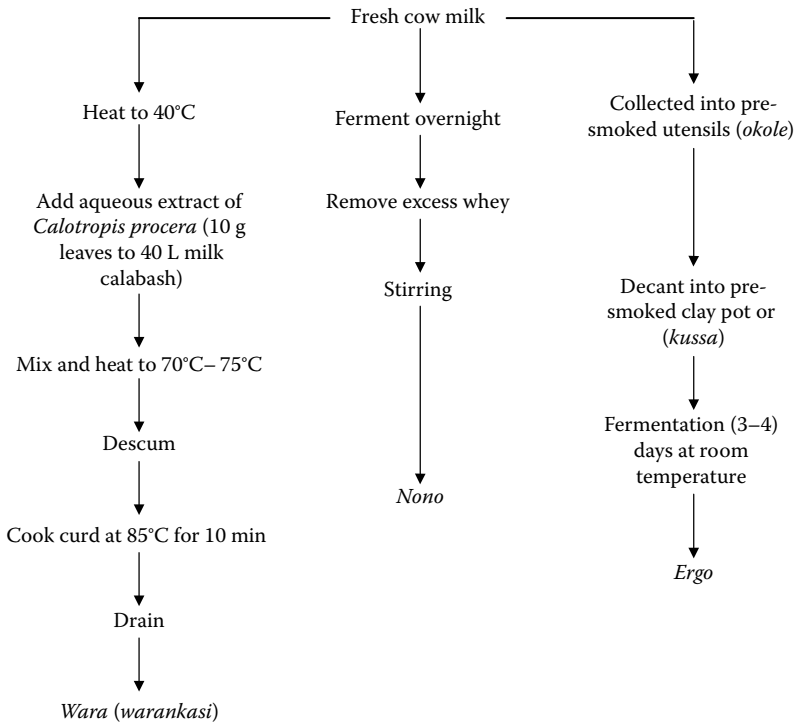 Fresh cow milk
Heat to 40°C
Add aqueous extract of
Calotropis procera (10 g
leaves to 40 L milk
calabash)
Mix and heat to 70°C– 75°C
Descum
Cook curd at 85°C for 10 min
Drain
Wara (warankasi)
Ferment overnight
Remove excess whey
Stirring
Nono
Collected into pre-
smoked utensils (okole)
Decant into pre-
smoked clay pot or
(kussa)
Fermentation (3–4)
days at room
temperature
Ergo